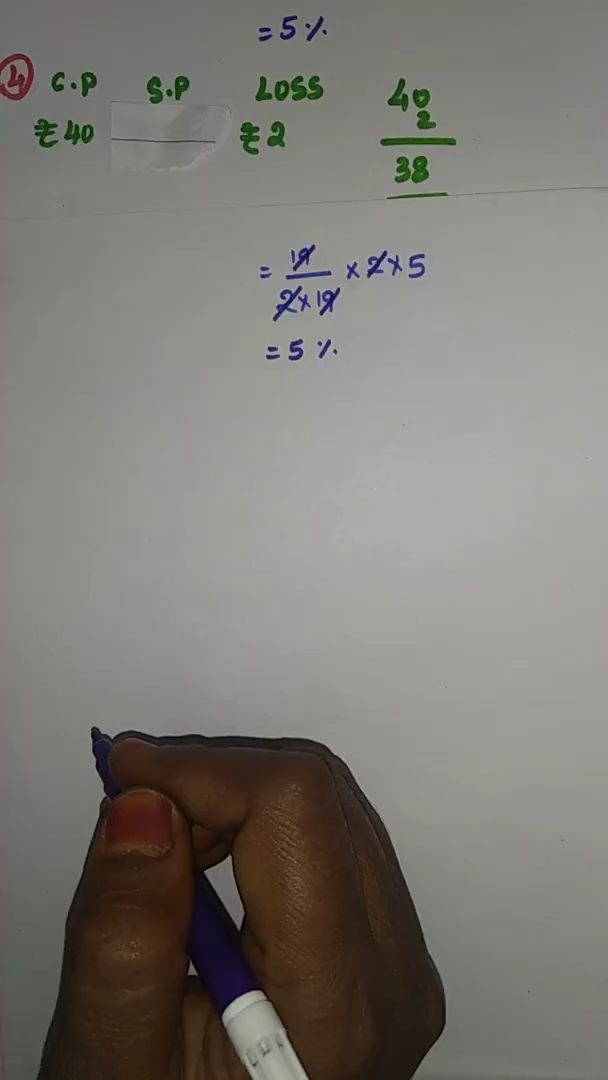 = 5 %
4 C.P S.P LOSS 40
₹ 40 ₹ 2 2
38
= 19/2×19 × 2 × 5
= 5 %